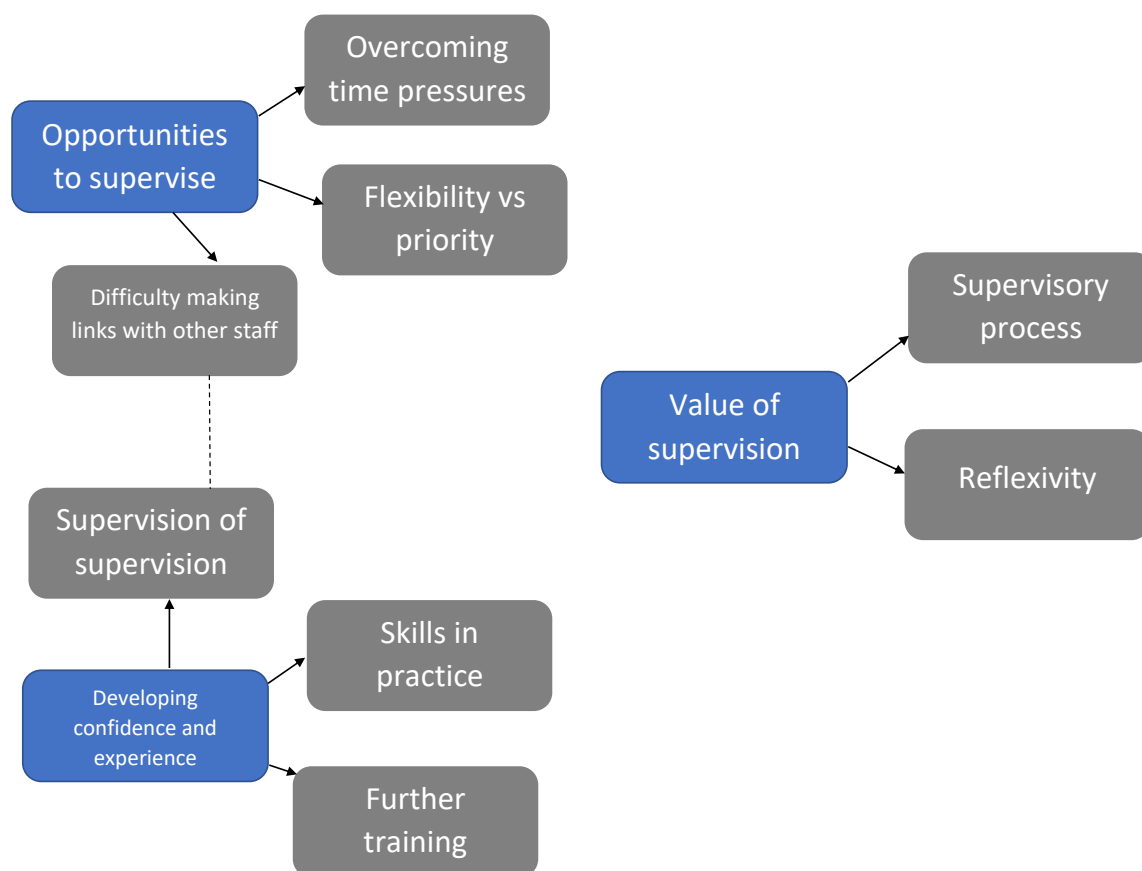 Overcoming
time pressures
Opportunities
to supervise
Flexibility vs
priority
Difficulty making
links with other staff
Supervisory
process
Value of
supervision
Reflexivity
Supervision of
supervision
Skills in
practice
Developing
confidence and
experience
Further
training